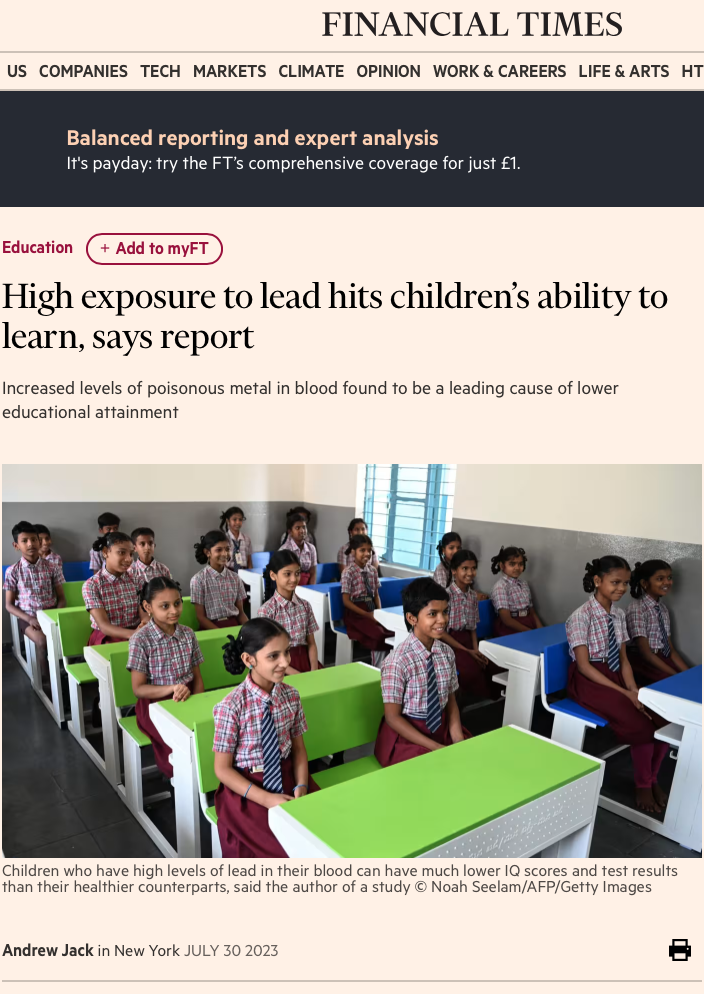 FINANCIAL TIMES
US COMPANIES TECH MARKETS CLIMATE OPINION WORK & CAREERS LIFE & ARTS HT
Balanced reporting and expert analysis
It's payday: try the FT’s comprehensive coverage for just £1.
Education + Add to myFT
High exposure to lead hits children’s ability to
learn, says report
Increased levels of poisonous metal in blood found to be a leading cause of lower
educational attainment
Children who have high levels of lead in their blood can have much lower IQ scores and test results
than their healthier counterparts, said the author of a study © Noah Seelam/AFP/Getty Images
Andrew Jack in New York JULY 30 2023